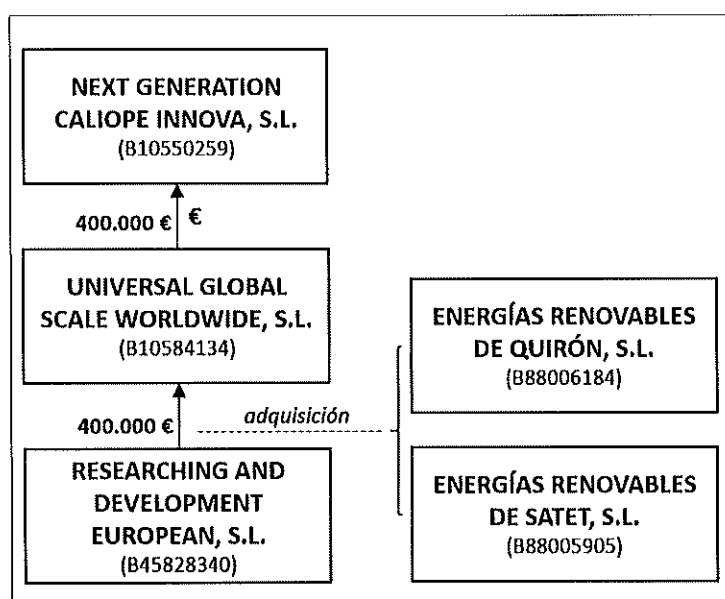 NEXT GENERATION
CALIOPE INNOVA, S.L.
(B10550259)
400.000 € €
UNIVERSAL GLOBAL
SCALE WORLDWIDE, S.L.
(B10584134)
ENERGÍAS RENOVABLES
DE QUIRÓN, S.L.
(B88006184)
400.000 €
adquisición
RESEARCHING AND
DEVELOPMENT
EUROPEAN, S.L.
(B45828340)
ENERGÍAS RENOVABLES
DE SATET, S.L.
(B88005905)